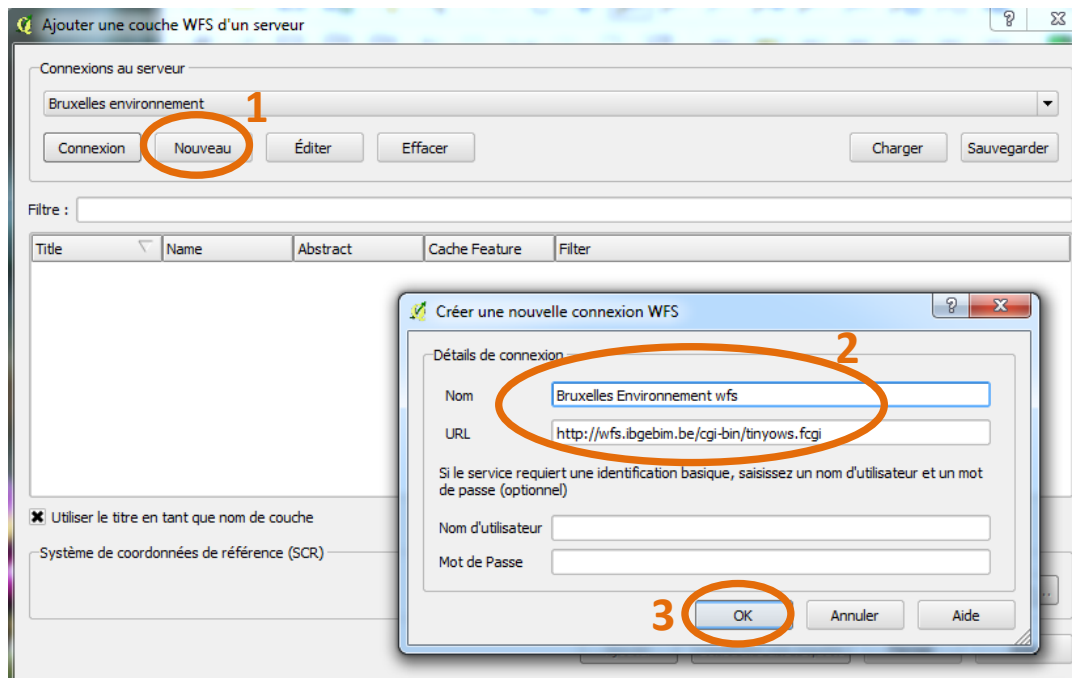 Ajouter une couche WFS d'un serveur
Connexions au serveur
Bruxelles environnement
1
Connexion Nouveau Éditer Effacer Charger Sauvegarder
Filtre :
Title Name Abstract Cache Feature Filter
Créer une nouvelle connexion WFS
Détails de connexion
2
Nom Bruxelles Environnement wfs
URL http://wfs.ibgebim.be/cgi-bin/tinyows.fcgi
Si le service requiert une identification basique, saisissez un nom d'utilisateur et un mot
de passe (optionnel)
Utiliser le titre en tant que nom de couche
Nom d'utilisateur
Système de coordonnées de référence (SCR)
Mot de Passe
3
OK Annuler Aide